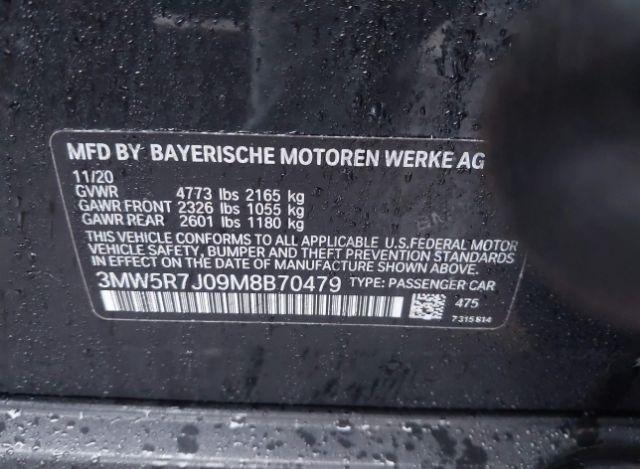 MFD BY BAYERISCHE MOTOREN WERKE AG
11/20
GVWR 4773 lbs 2165 kg
GAWR FRONT 2326 lbs 1055 kg
GAWR REAR 2601 lbs 1180 kg
THIS VEHICLE CONFORMS TO ALL APPLICABLE U.S.FEDERAL MOTOR
VEHICLE SAFETY, BUMPER AND THEFT PREVENTION STANDARDS
IN EFFECT ON THE DATE OF MANUFACTURE SHOWN ABOVE.
3MW5R7J09M8B70479 TYPE: PASSENGER CAR
475
7315814